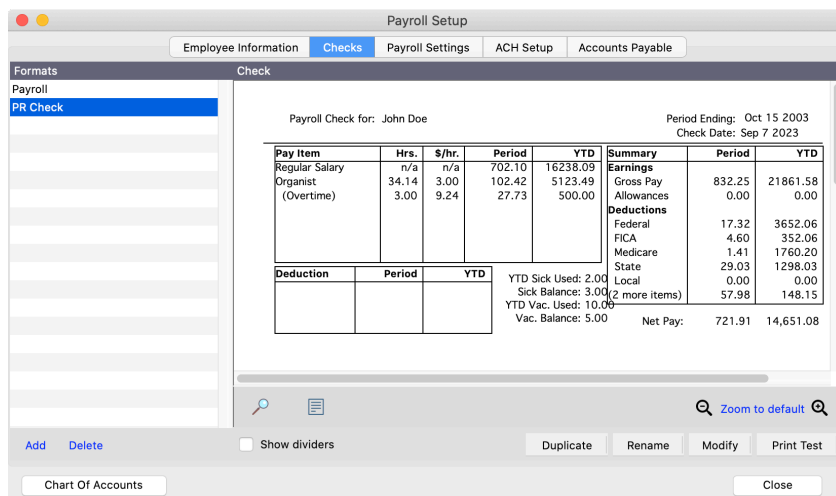 Payroll Setup
Employee Information Checks Payroll Settings ACH Setup Accounts Payable
Formats Check
Payroll
PR Check
Payroll Check for: John Doe Period Ending: Oct 15 2003
Check Date: Sep 7 2023
Pay Item Hrs. $/hr. Period YTD Summary Period YTD
Regular Salary n/a n/a 702.10 16238.09 Earnings
Organist 34.14 3.00 102.42 5123.49 Gross Pay 832.25 21861.58
(Overtime) 3.00 9.24 27.73 500.00 Allowances 0.00 0.00
Deductions
Federal 17.32 3652.06
FICA 4.60 352.06
Medicare 1.41 1760.20
State 29.03 1298.03
Deduction Period YTD YTD Sick Used: 2.00 Local 0.00 0.00
Sick Balance: 3.00 (2 more items) 57.98 148.15
YTD Vac. Used: 10.00
Vac. Balance: 5.00 Net Pay: 721.91 14,651.08
Zoom to default
Add Delete Show dividers Duplicate Rename Modify Print Test
Chart Of Accounts Close